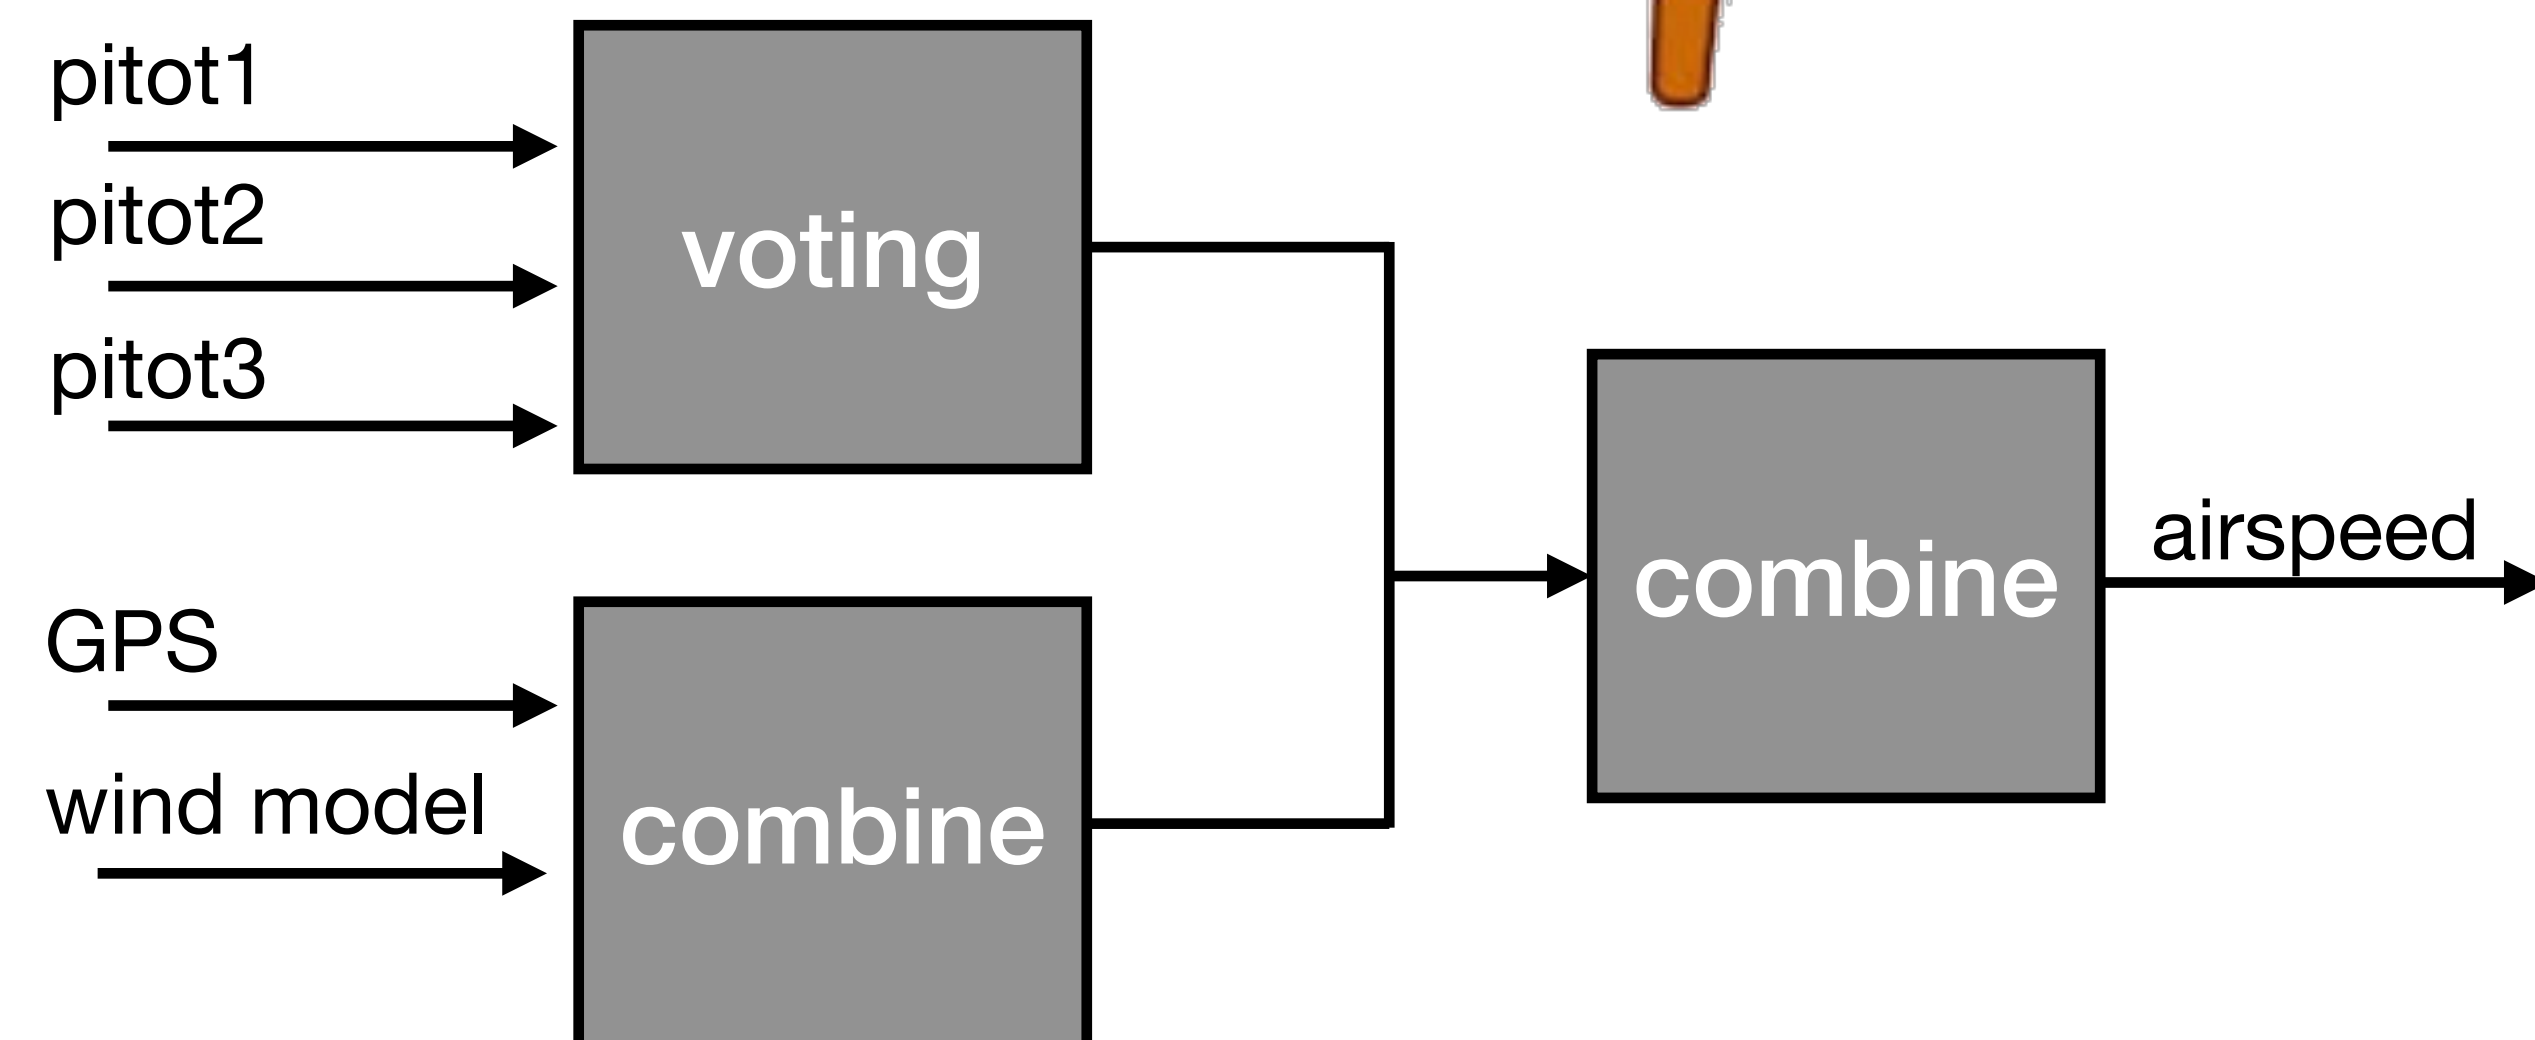 pitot1
pitot2
pitot3
voting
GPS
wind model
combine
combine
airspeed